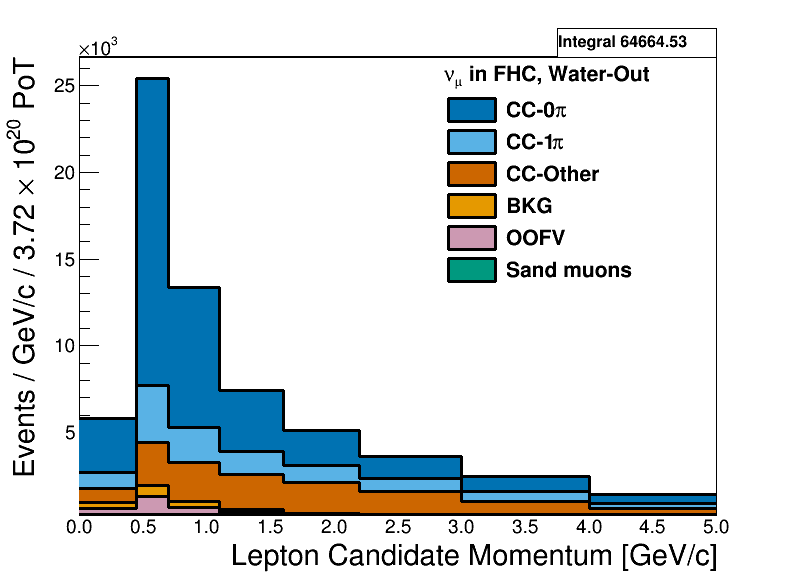 Integral 64664.53
×10³
ν_μ in FHC, Water-Out
CC-0π
CC-1π
CC-Other
BKG
OOFV
Sand muons
25
20
15
10
5
Events / GeV/c / 3.72 × 10²⁰ PoT
0.0 0.5 1.0 1.5 2.0 2.5 3.0 3.5 4.0 4.5 5.0
Lepton Candidate Momentum [GeV/c]